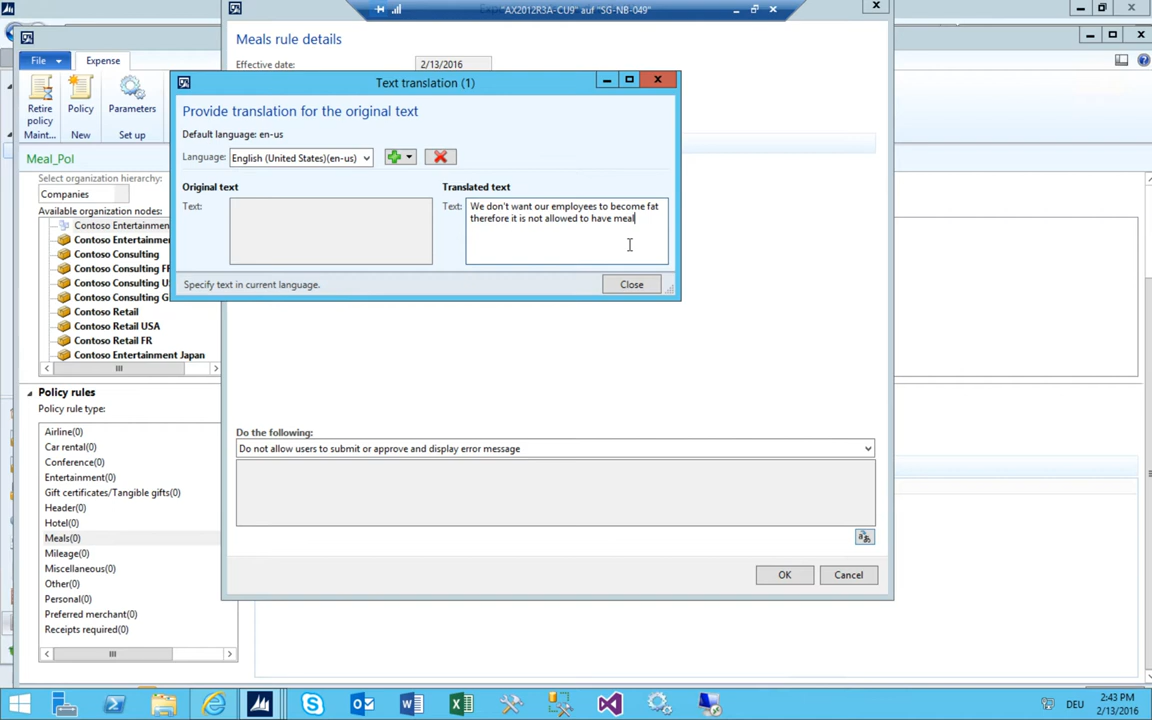 "AX2012R3A-CU9" auf "SG-NB-049"
Meals rule details
Effective date: 2/13/2016
File
Expense
Retire policy
Policy
Parameters
Maint...
New
Set up
Meal_Pol
Select organization hierarchy:
Companies
Available organization nodes:
Contoso Entertainmen
Contoso Entertainmer
Contoso Consulting
Contoso Consulting FF
Contoso Consulting US
Contoso Consulting G
Contoso Retail
Contoso Retail USA
Contoso Retail FR
Contoso Entertainment Japan
Text translation (1)
Provide translation for the original text
Default language: en-us
Language: English (United States)(en-us)
Original text
Translated text
Text:
Text: We don't want our employees to become fat
therefore it is not allowed to have meal
Specify text in current language.
Close
Policy rules
Policy rule type:
Airline(0)
Car rental(0)
Conference(0)
Entertainment(0)
Gift certificates/Tangible gifts(0)
Header(0)
Hotel(0)
Meals(0)
Mileage(0)
Miscellaneous(0)
Other(0)
Personal(0)
Preferred merchant(0)
Receipts required(0)
Do the following:
Do not allow users to submit or approve and display error message
OK
Cancel
DEU
2:43 PM
2/13/2016